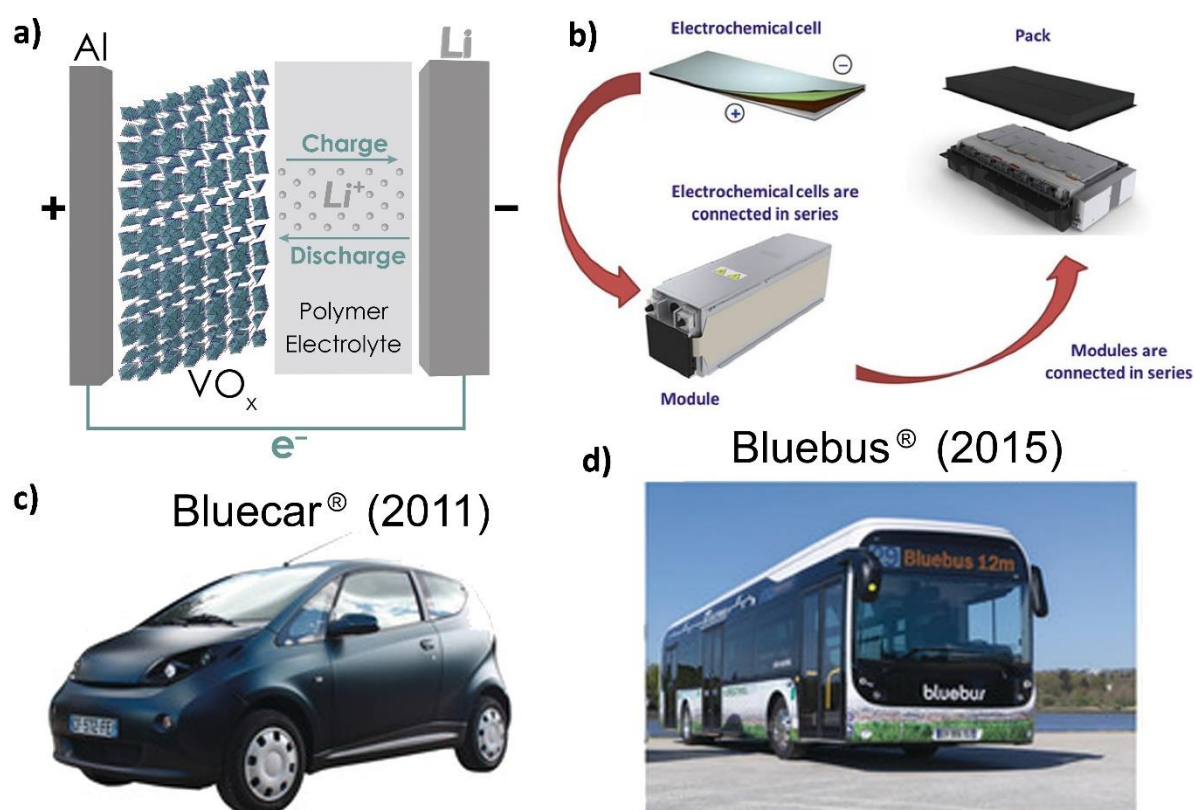 a)
Al
Li
Charge
Li⁺
Discharge
+
−
Polymer
Electrolyte
VOₓ
e⁻
b)
Electrochemical cell
−
+
Pack
Electrochemical cells are
connected in series
Module
Modules are
connected in series
c)
Bluecar® (2011)
d)
Bluebus® (2015)
29 Bluebus 12m
bluebus